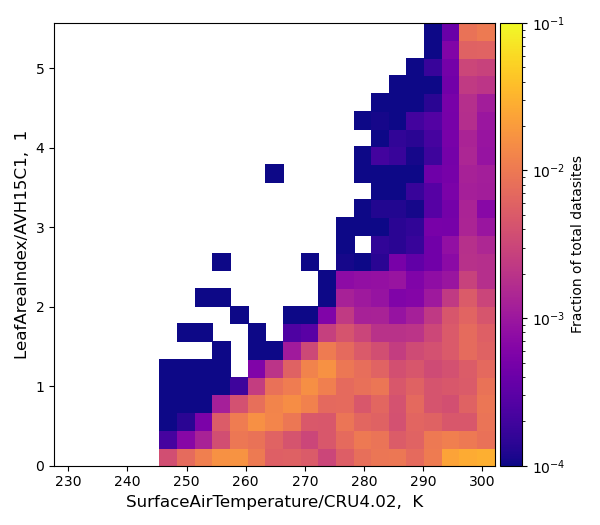 LeafAreaIndex/AVH15C1, 1
5
4
3
2
1
0
230 240 250 260 270 280 290 300
SurfaceAirTemperature/CRU4.02, K
10^-1
10^-2
10^-3
10^-4
Fraction of total datasites